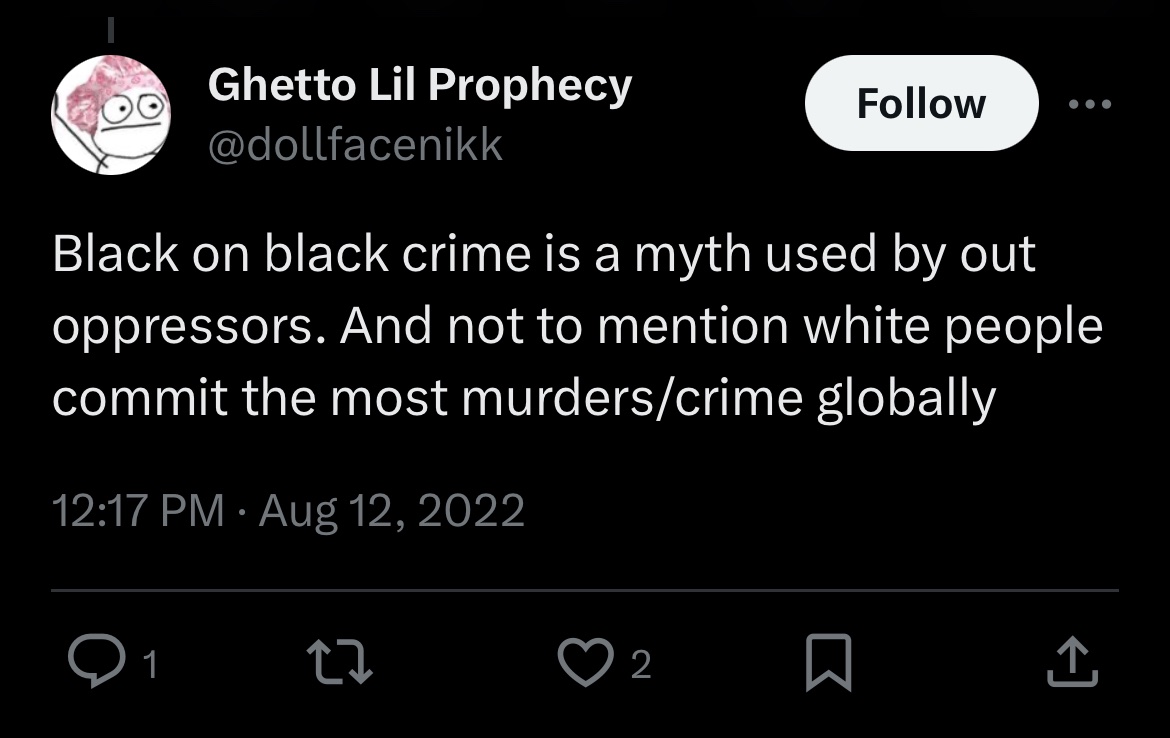 Ghetto Lil Prophecy
@dollfacenikk
Follow
Black on black crime is a myth used by out
oppressors. And not to mention white people
commit the most murders/crime globally
12:17 PM · Aug 12, 2022
1
2